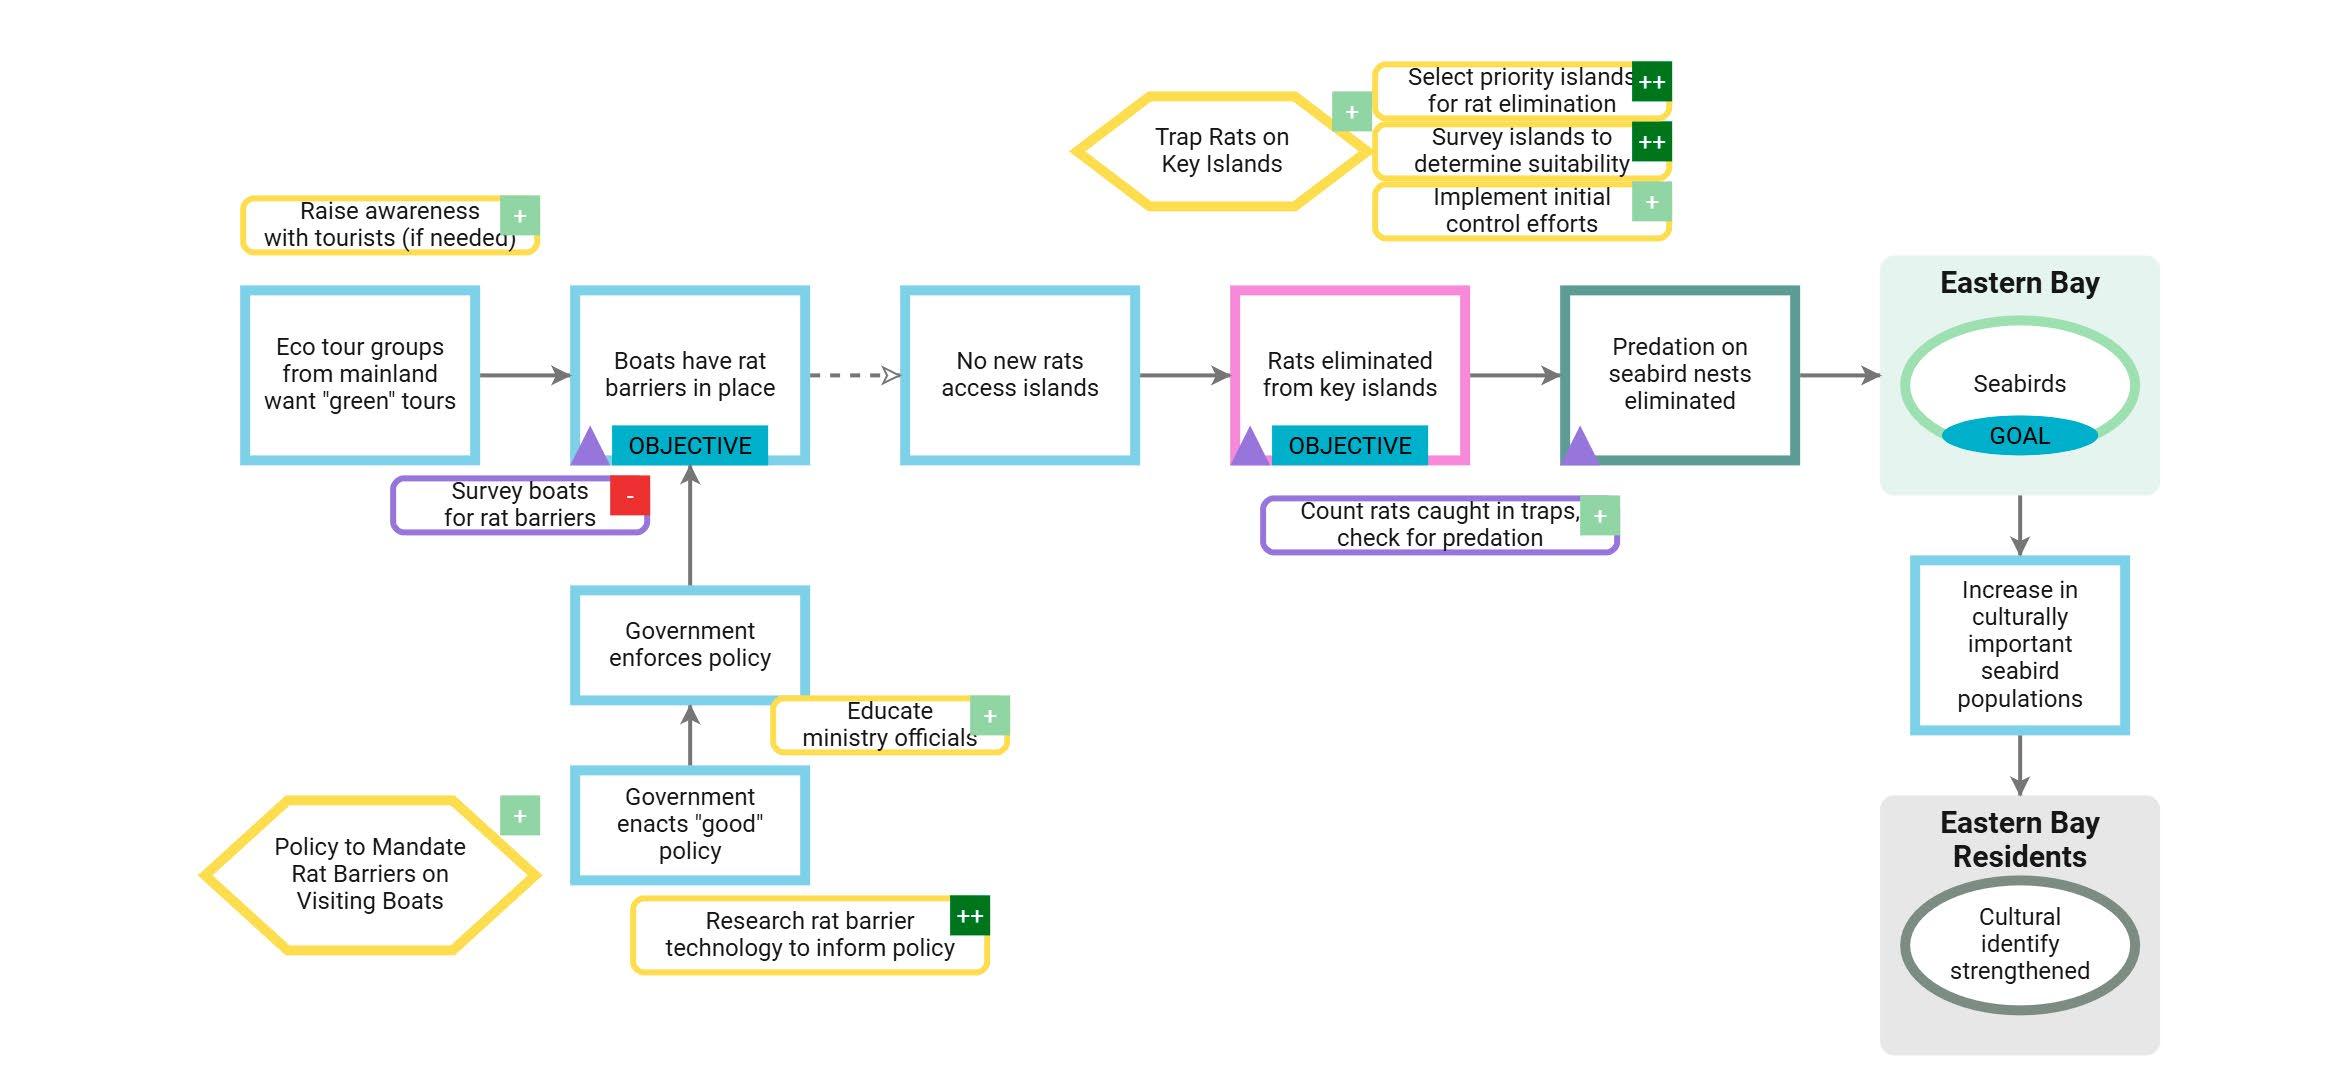 Select priority islands
for rat elimination
++
Trap Rats on
Key Islands
+
Survey islands to
determine suitability
++
Implement initial
control efforts
+
Raise awareness
with tourists (if needed)
+
Eco tour groups
from mainland
want "green" tours
Boats have rat
barriers in place
OBJECTIVE
No new rats
access islands
Rats eliminated
from key islands
OBJECTIVE
Predation on
seabird nests
eliminated
Eastern Bay
Seabirds
GOAL
Survey boats
for rat barriers
-
Count rats caught in traps,
check for predation
+
Government
enforces policy
Educate
ministry officials
+
Increase in
culturally
important
seabird
populations
Government
enacts "good"
policy
Policy to Mandate
Rat Barriers on
Visiting Boats
+
Research rat barrier
technology to inform policy
++
Eastern Bay
Residents
Cultural
identify
strengthened